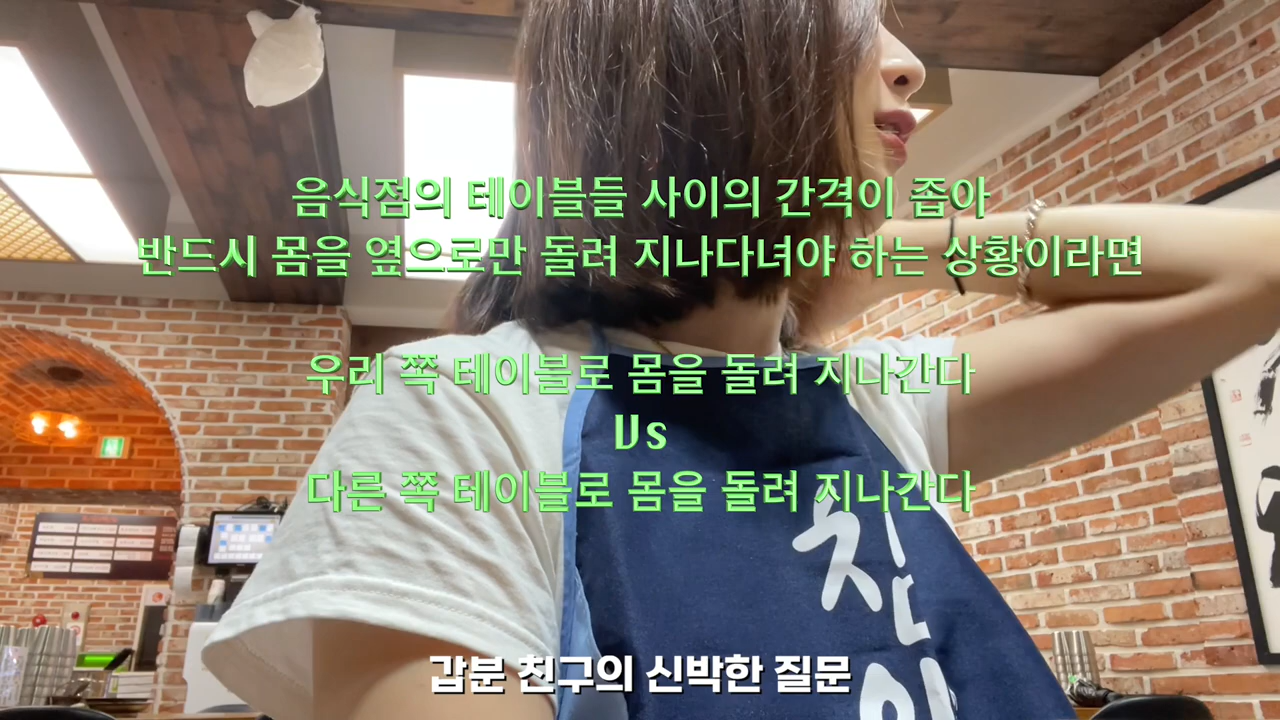 음식점의 테이블들 사이의 간격이 좁아
반드시 몸을 옆으로만 돌려 지나다녀야 하는 상황이라면
우리 쪽 테이블로 몸을 돌려 지나간다
Vs
다른 쪽 테이블로 몸을 돌려 지나간다
갑분 친구의 신박한 질문